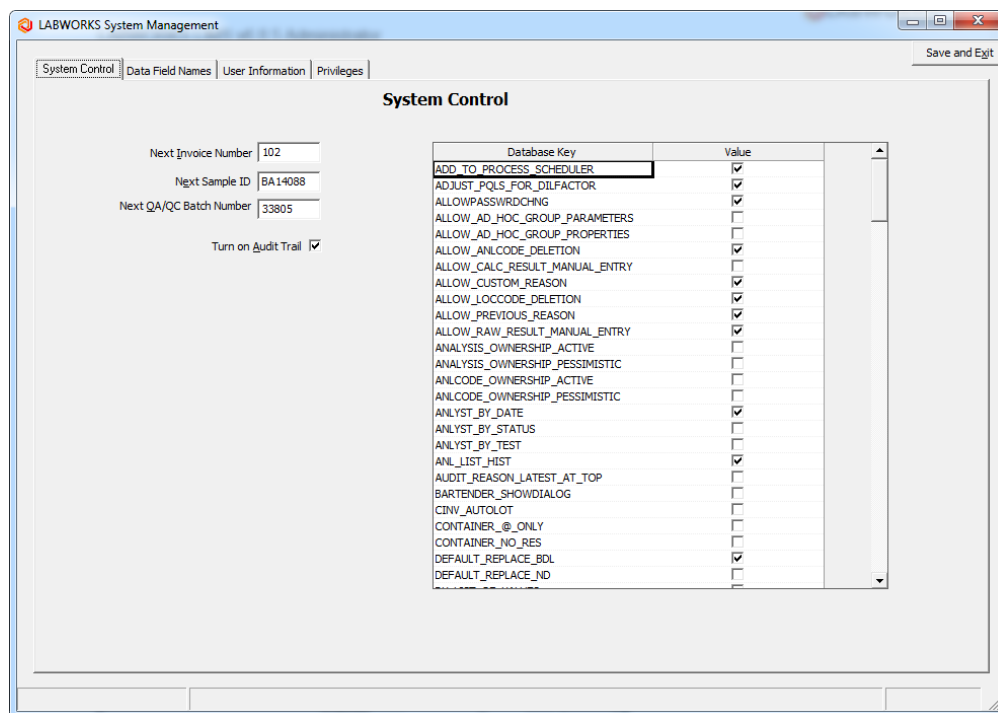 LABWORKS System Management
Save and Exit
System Control
Data Field Names
User Information
Privileges
System Control
Next Invoice Number 102
Next Sample ID BA14088
Next QA/QC Batch Number 33805
Turn on Audit Trail
Database Key Value
ADD_TO_PROCESS_SCHEDULER
ADJUST_PQLS_FOR_DILFACTOR
ALLOWPASSWRDCHNG
ALLOW_AD_HOC_GROUP_PARAMETERS
ALLOW_AD_HOC_GROUP_PROPERTIES
ALLOW_ANLCODE_DELETION
ALLOW_CALC_RESULT_MANUAL_ENTRY
ALLOW_CUSTOM_REASON
ALLOW_LOCCODE_DELETION
ALLOW_PREVIOUS_REASON
ALLOW_RAW_RESULT_MANUAL_ENTRY
ANALYSIS_OWNERSHIP_ACTIVE
ANALYSIS_OWNERSHIP_PESSIMISTIC
ANLCODE_OWNERSHIP_ACTIVE
ANLCODE_OWNERSHIP_PESSIMISTIC
ANLYST_BY_DATE
ANLYST_BY_STATUS
ANLYST_BY_TEST
ANL_LIST_HIST
AUDIT_REASON_LATEST_AT_TOP
BARTENDER_SHOWDIALOG
CINV_AUTOLOT
CONTAINER_@_ONLY
CONTAINER_NO_RES
DEFAULT_REPLACE_BDL
DEFAULT_REPLACE_ND